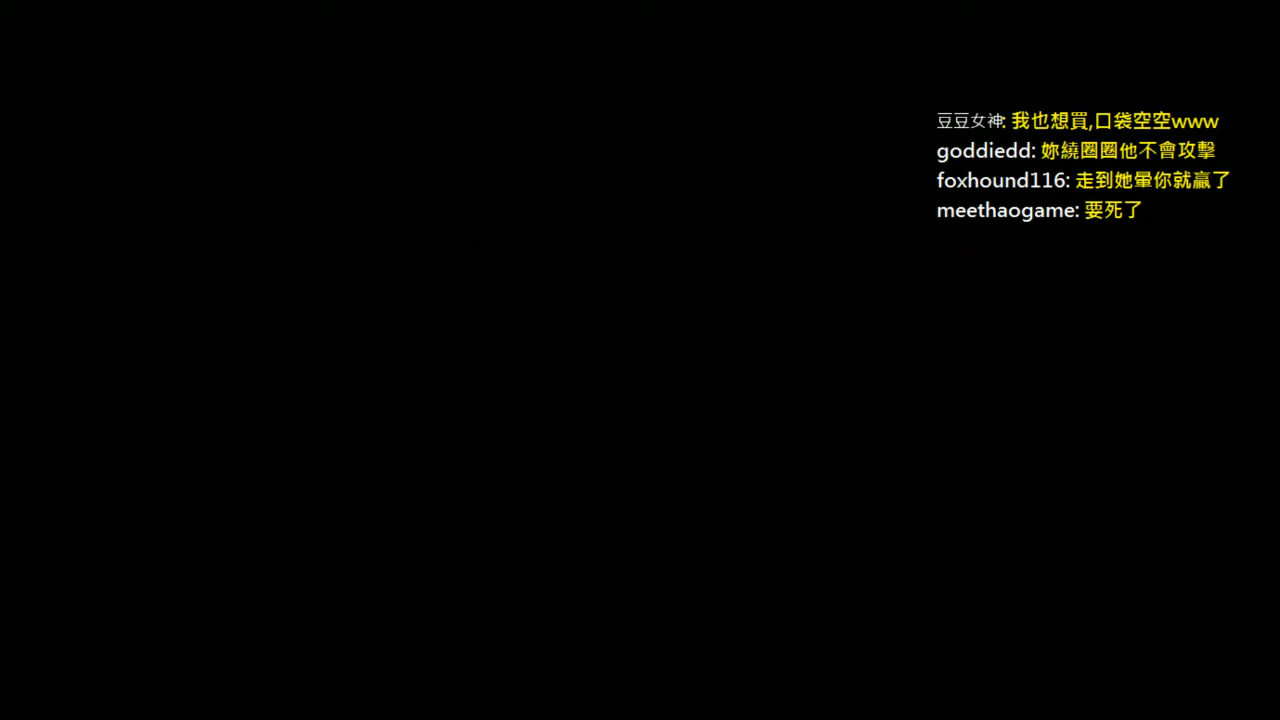 豆豆女神: 我也想買,口袋空空www
goddiedd: 妳繞圈圈他不會攻擊
foxhound116: 走到她暈你就贏了
meethaogame: 要死了